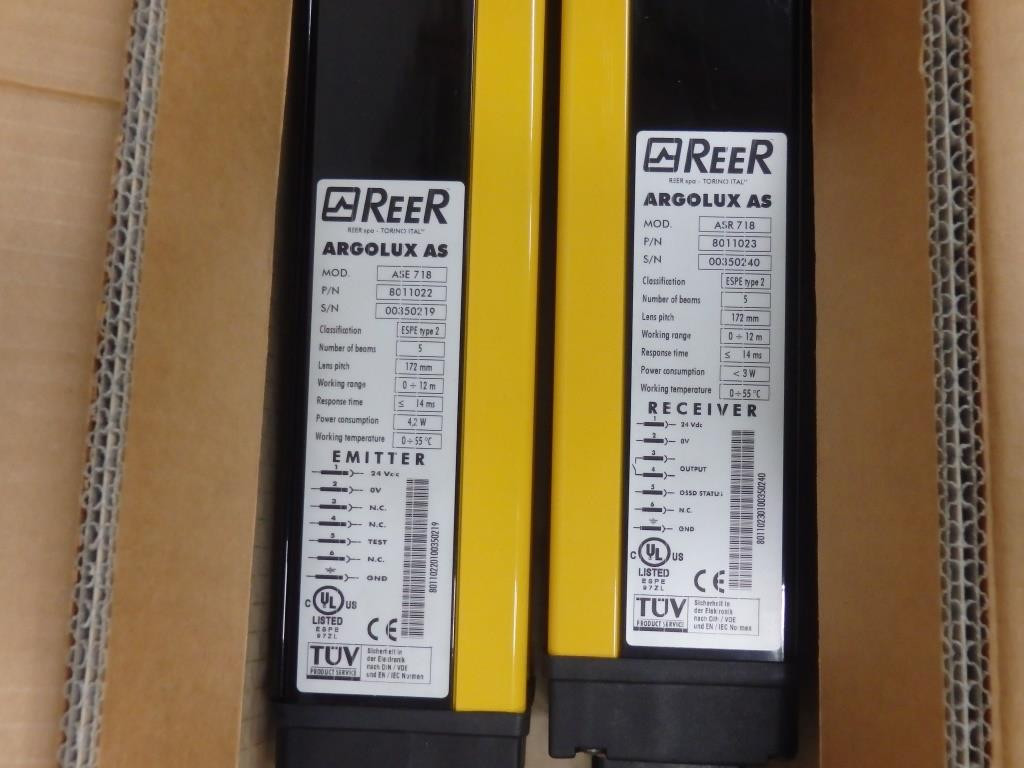 REER
REER spa - TORINO ITALY
ARGOLUX AS
MOD. ASE 718
P/N 8011022
S/N 00350219
Classification ESPE type 2
Number of beams 5
Lens pitch 172 mm
Working range 0 ÷ 12 m
Response time ≤ 14 ms
Power consumption 4,2 W
Working temperature 0÷55 °C
EMITTER
1 24 Vdc
2 0V
3 N.C.
4 N.C.
5 TEST
6 N.C.
GND
80110220100350219
C UL US
LISTED
ESPE
97ZL
CE
TÜV
PRODUCT SERVICE
Sicherheit in
der Elektronik
nach DIN / VDE
und EN / IEC Normen
REER
REER spa - TORINO ITALY
ARGOLUX AS
MOD. ASR 718
P/N 8011023
S/N 00350240
Classification ESPE type 2
Number of beams 5
Lens pitch 172 mm
Working range 0 ÷ 12 m
Response time ≤ 14 ms
Power consumption < 3 W
Working temperature 0÷55 °C
RECEIVER
1 24 Vdc
2 0V
3
OUTPUT
4
5 OSSD STATUS
6 N.C.
GND
80110230100350240
C UL US
LISTED
ESPE
97ZL
CE
TÜV
PRODUCT SERVICE
Sicherheit in
der Elektronik
nach DIN / VDE
und EN / IEC Normen